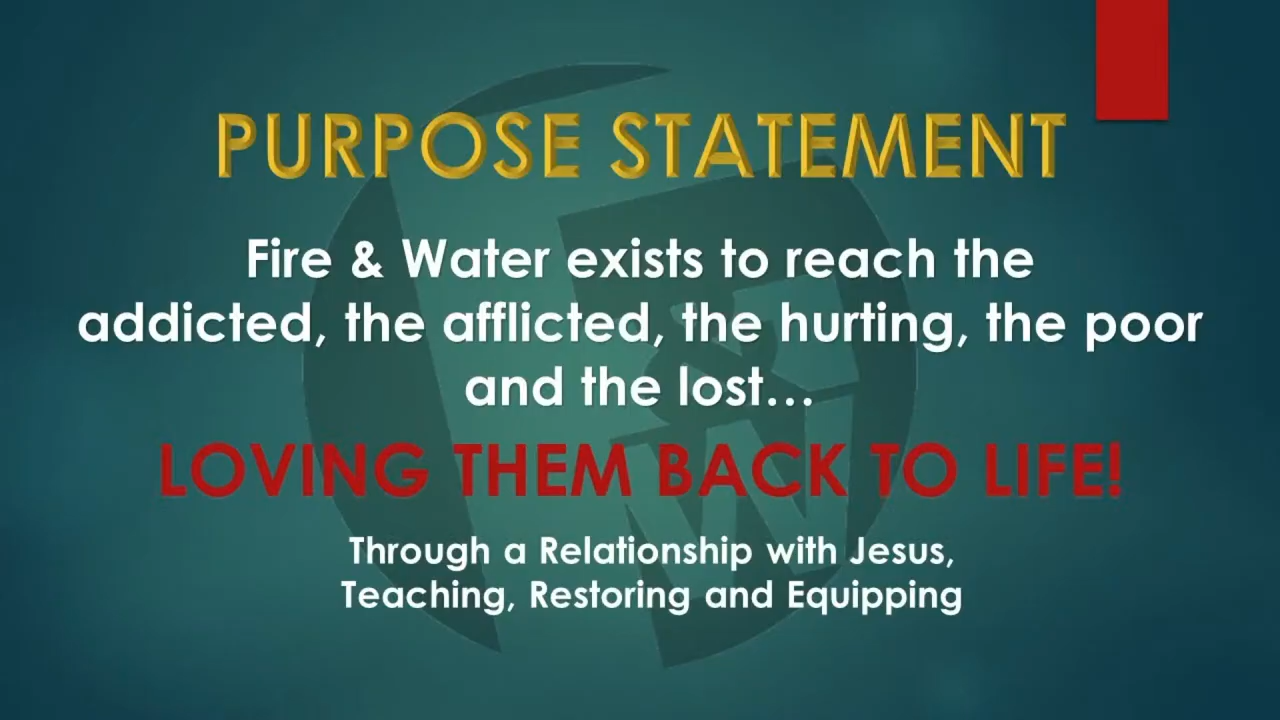 PURPOSE STATEMENT
Fire & Water exists to reach the
addicted, the afflicted, the hurting, the poor
and the lost…
LOVING THEM BACK TO LIFE!
Through a Relationship with Jesus,
Teaching, Restoring and Equipping